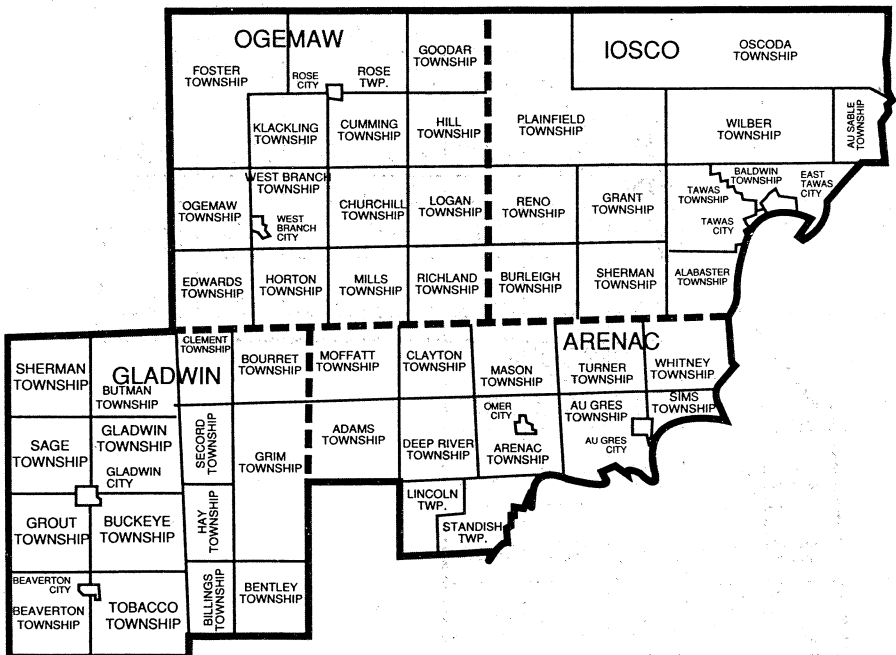 OGEMAW
IOSCO
FOSTER
TOWNSHIP
ROSE
CITY
ROSE
TWP.
GOODAR
TOWNSHIP
OSCODA
TOWNSHIP
KLACKLING
TOWNSHIP
CUMMING
TOWNSHIP
HILL
TOWNSHIP
PLAINFIELD
TOWNSHIP
WILBER
TOWNSHIP
AU SABLE
TOWNSHIP
OGEMAW
TOWNSHIP
WEST BRANCH
TOWNSHIP
WEST
BRANCH
CITY
CHURCHILL
TOWNSHIP
LOGAN
TOWNSHIP
RENO
TOWNSHIP
GRANT
TOWNSHIP
TAWAS
TOWNSHIP
BALDWIN
TOWNSHIP
EAST
TAWAS
CITY
TAWAS
CITY
EDWARDS
TOWNSHIP
HORTON
TOWNSHIP
MILLS
TOWNSHIP
RICHLAND
TOWNSHIP
BURLEIGH
TOWNSHIP
SHERMAN
TOWNSHIP
ALABASTER
TOWNSHIP
GLADWIN
ARENAC
SHERMAN
TOWNSHIP
BUTMAN
TOWNSHIP
CLEMENT
TOWNSHIP
BOURRET
TOWNSHIP
MOFFATT
TOWNSHIP
CLAYTON
TOWNSHIP
MASON
TOWNSHIP
TURNER
TOWNSHIP
WHITNEY
TOWNSHIP
SAGE
TOWNSHIP
GLADWIN
TOWNSHIP
GLADWIN
CITY
SECORD
TOWNSHIP
GRIM
TOWNSHIP
ADAMS
TOWNSHIP
DEEP RIVER
TOWNSHIP
OMER
CITY
ARENAC
TOWNSHIP
AU GRES
TOWNSHIP
AU GRES
CITY
SIMS
TOWNSHIP
GROUT
TOWNSHIP
BUCKEYE
TOWNSHIP
HAY
TOWNSHIP
LINCOLN
TWP.
STANDISH
TWP.
BEAVERTON
CITY
BEAVERTON
TOWNSHIP
TOBACCO
TOWNSHIP
BILLINGS
TOWNSHIP
BENTLEY
TOWNSHIP